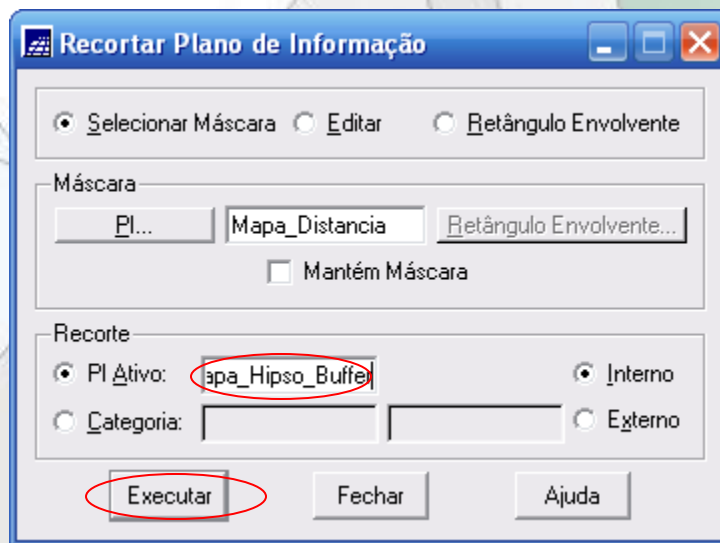 Recortar Plano de Informação
Selecionar Máscara Editar Retângulo Envolvente
Máscara
PI... Mapa_Distancia Retângulo Envolvente...
Mantém Máscara
Recorte
PI Ativo: apa_Hipso_Buffer Interno
Categoria: Externo
Executar Fechar Ajuda